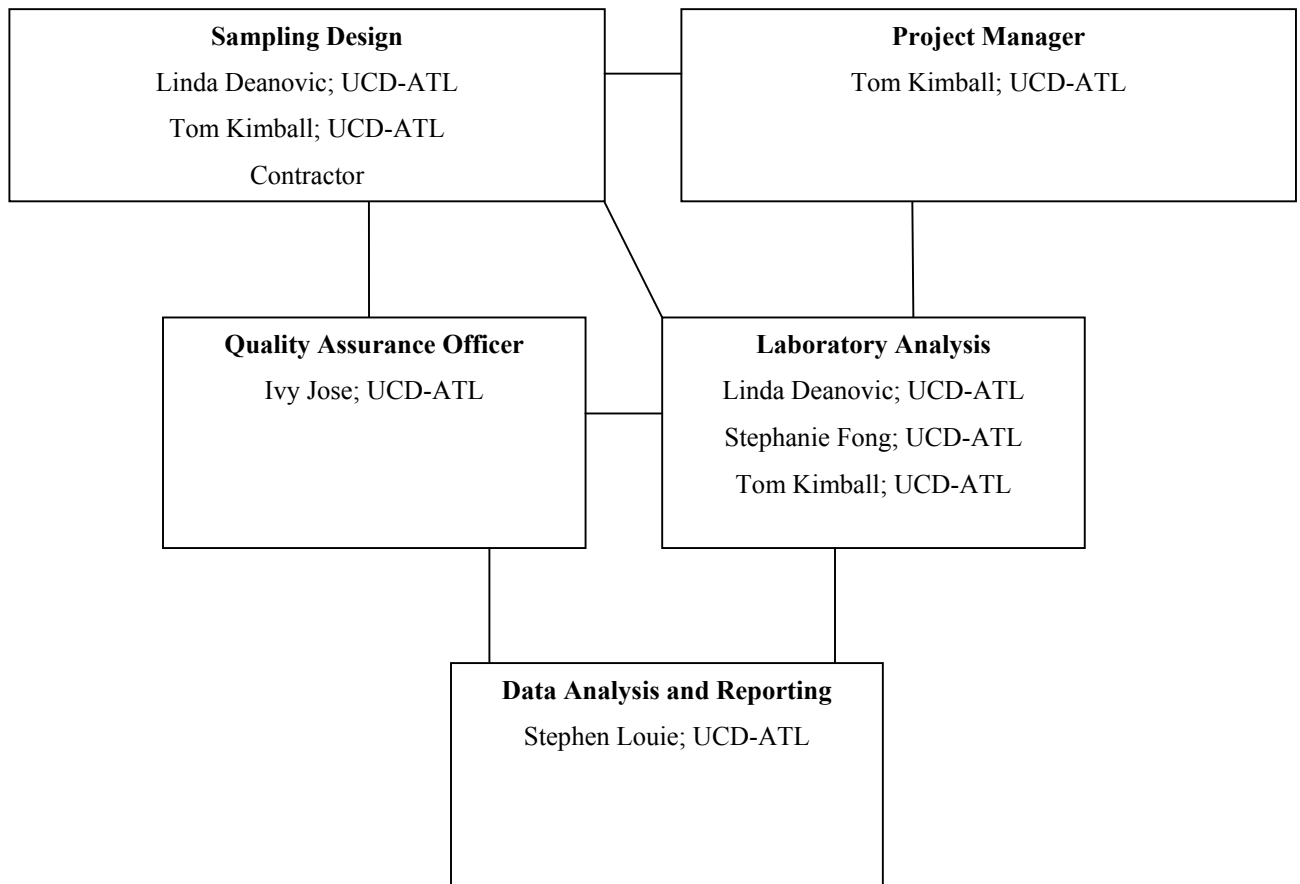 Sampling Design
Linda Deanovic; UCD-ATL
Tom Kimball; UCD-ATL
Contractor
Project Manager
Tom Kimball; UCD-ATL
Quality Assurance Officer
Ivy Jose; UCD-ATL
Laboratory Analysis
Linda Deanovic; UCD-ATL
Stephanie Fong; UCD-ATL
Tom Kimball; UCD-ATL
Data Analysis and Reporting
Stephen Louie; UCD-ATL